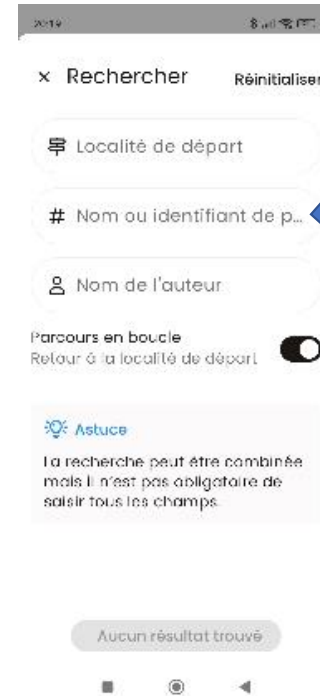 20:19
× Rechercher Réinitialiser
Localité de départ
# Nom ou identifiant de p...
Nom de l'auteur
Parcours en boucle
Retour à la localité de départ
Astuce
La recherche peut être combinée
mais il n'est pas obligatoire de
saisir tous les champs.
Aucun résultat trouvé